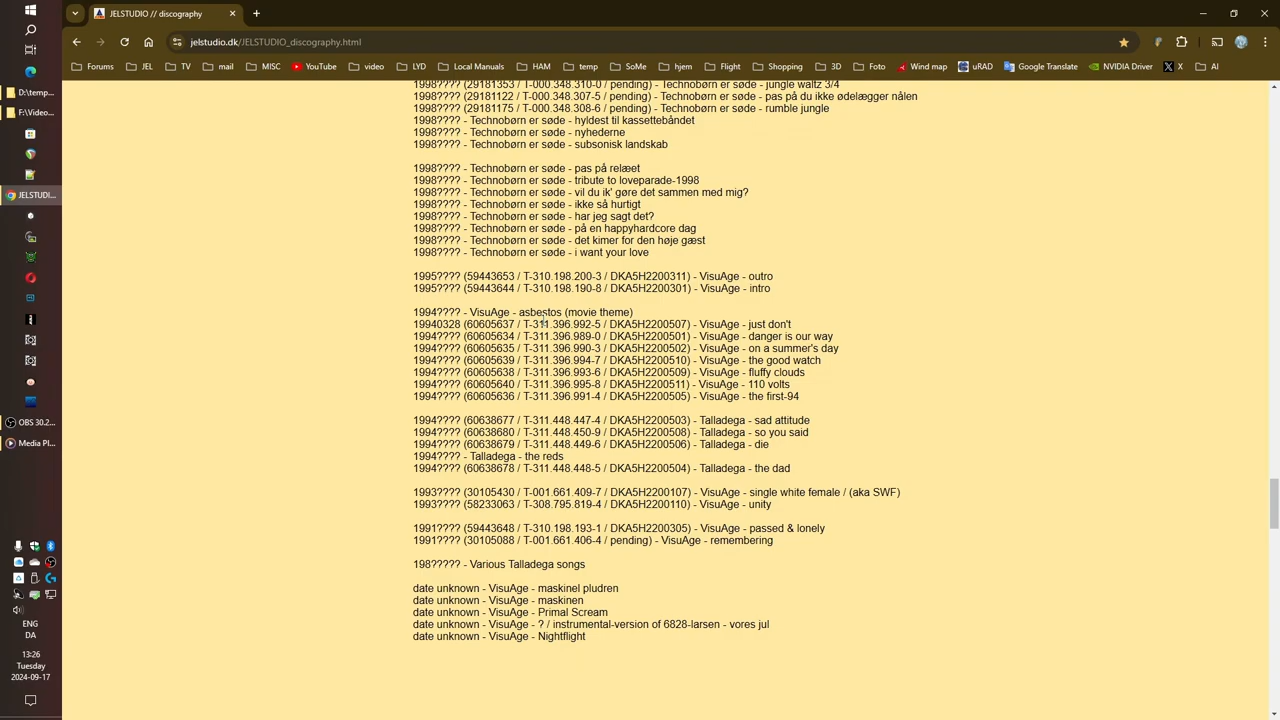 JELSTUDIO // discography
jelstudio.dk/JELSTUDIO_discography.html
Forums JEL TV mail MISC YouTube video LYD Local Manuals HAM temp SoMe hjem Flight Shopping 3D Foto Wind map uRAD Google Translate NVIDIA Driver X AI
1998???? (29181353 / T-000.348.310-0 / pending) - Technobørn er søde - jungle waltz 3/4
1998???? (29181122 / T-000.348.307-5 / pending) - Technobørn er søde - pas på du ikke ødelægger nålen
1998???? (29181175 / T-000.348.308-6 / pending) - Technobørn er søde - rumble jungle
1998???? - Technobørn er søde - hyldest til kassettebåndet
1998???? - Technobørn er søde - nyhederne
1998???? - Technobørn er søde - subsonisk landskab
1998???? - Technobørn er søde - pas på relæet
1998???? - Technobørn er søde - tribute to loveparade-1998
1998???? - Technobørn er søde - vil du ik' gøre det sammen med mig?
1998???? - Technobørn er søde - ikke så hurtigt
1998???? - Technobørn er søde - har jeg sagt det?
1998???? - Technobørn er søde - på en happyhardcore dag
1998???? - Technobørn er søde - det kimer for den høje gæst
1998???? - Technobørn er søde - i want your love
1995???? (59443653 / T-310.198.200-3 / DKA5H2200311) - VisuAge - outro
1995???? (59443644 / T-310.198.190-8 / DKA5H2200301) - VisuAge - intro
1994???? - VisuAge - asbestos (movie theme)
19940328 (60605637 / T-311.396.992-5 / DKA5H2200507) - VisuAge - just don't
1994???? (60605634 / T-311.396.989-0 / DKA5H2200501) - VisuAge - danger is our way
1994???? (60605635 / T-311.396.990-3 / DKA5H2200502) - VisuAge - on a summer's day
1994???? (60605639 / T-311.396.994-7 / DKA5H2200510) - VisuAge - the good watch
1994???? (60605638 / T-311.396.993-6 / DKA5H2200509) - VisuAge - fluffy clouds
1994???? (60605640 / T-311.396.995-8 / DKA5H2200511) - VisuAge - 110 volts
1994???? (60605636 / T-311.396.991-4 / DKA5H2200505) - VisuAge - the first-94
1994???? (60638677 / T-311.448.447-4 / DKA5H2200503) - Talladega - sad attitude
1994???? (60638680 / T-311.448.450-9 / DKA5H2200508) - Talladega - so you said
1994???? (60638679 / T-311.448.449-6 / DKA5H2200506) - Talladega - die
1994???? - Talladega - the reds
1994???? (60638678 / T-311.448.448-5 / DKA5H2200504) - Talladega - the dad
1993???? (30105430 / T-001.661.409-7 / DKA5H2200107) - VisuAge - single white female / (aka SWF)
1993???? (58233063 / T-308.795.819-4 / DKA5H2200110) - VisuAge - unity
1991???? (59443648 / T-310.198.193-1 / DKA5H2200305) - VisuAge - passed & lonely
1991???? (30105088 / T-001.661.406-4 / pending) - VisuAge - remembering
198????? - Various Talladega songs
date unknown - VisuAge - maskinel pludren
date unknown - VisuAge - maskinen
date unknown - VisuAge - Primal Scream
date unknown - VisuAge - ? / instrumental-version of 6828-larsen - vores jul
date unknown - VisuAge - Nightflight
D:\temp...
F:\Video...
JELSTUDI...
OBS 30.2...
Media Pl...
ENG
DA
13:26
Tuesday
2024-09-17